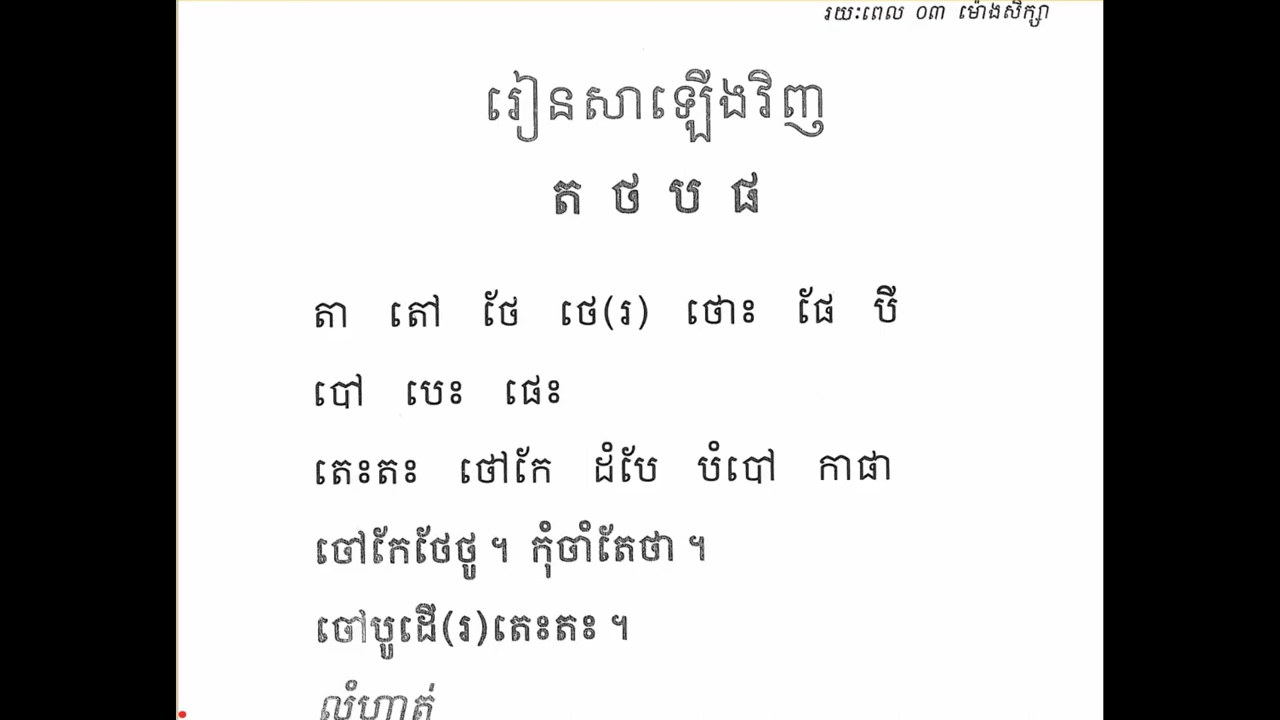 រយៈពេល ០៣ ម៉ោងសិក្សា
រៀនសាឡើងវិញ
ត ថ ប ផ
តា តៅ ថែ ថេ(រ) ថោះ ផែ បី
បៅ បេះ ផេះ
តេះតះ ថៅកែ ដំបែ បំបៅ កាផា
ចៅកែថែថូ ។ កុំចាំតែថា ។
ចៅបូដើ(រ)តេះតះ ។
លំហាត់